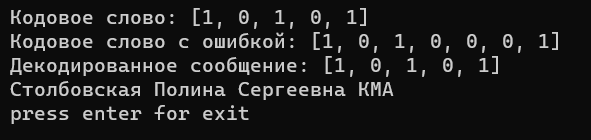 Кодовое слово: [1, 0, 1, 0, 1]
Кодовое слово с ошибкой: [1, 0, 1, 0, 0, 0, 1]
Декодированное сообщение: [1, 0, 1, 0, 1]
Столбовская Полина Сергеевна КМА
press enter for exit